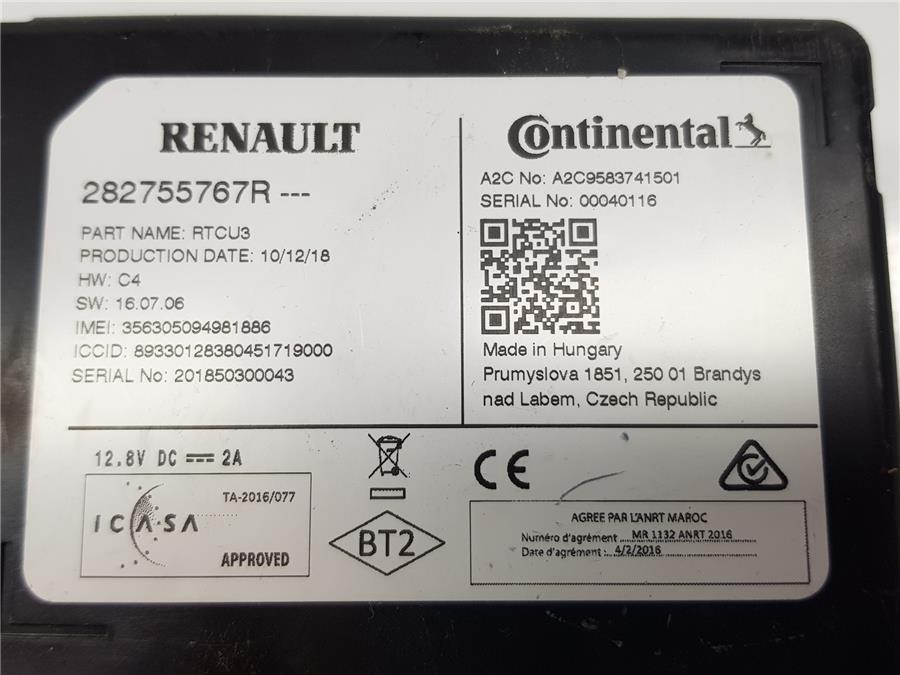 RENAULT
282755767R ---
PART NAME: RTCU3
PRODUCTION DATE: 10/12/18
HW: C4
SW: 16.07.06
IMEI: 356305094981886
ICCID: 89330128380451719000
SERIAL No: 201850300043
Continental
A2C No: A2C9583741501
SERIAL No: 00040116
Made in Hungary
Prumyslova 1851, 250 01 Brandys
nad Labem, Czech Republic
12.8V DC 2A
TA-2016/077
ICASA
APPROVED
BT2
CE
AGREE PAR L'ANRT MAROC
Numéro d'agrément MR 1132 ANRT 2016
Date d'agrément : 4/2/2016